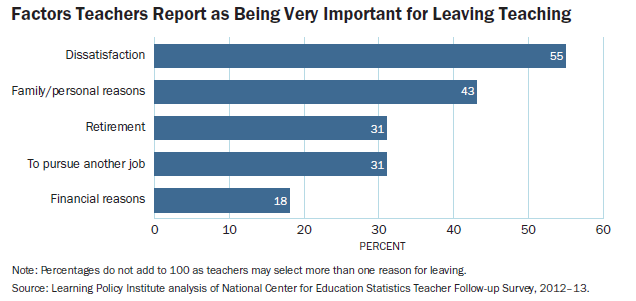 Factors Teachers Report as Being Very Important for Leaving Teaching
Dissatisfaction 55
Family/personal reasons 43
Retirement 31
To pursue another job 31
Financial reasons 18
0 10 20 30 40 50 60
PERCENT
Note: Percentages do not add to 100 as teachers may select more than one reason for leaving.
Source: Learning Policy Institute analysis of National Center for Education Statistics Teacher Follow-up Survey, 2012–13.